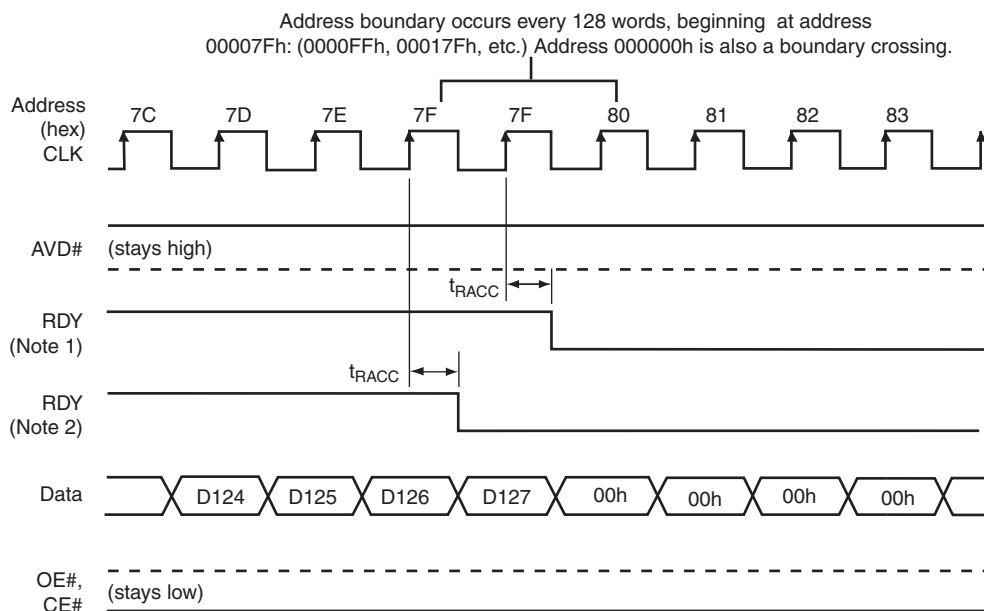 Address boundary occurs every 128 words, beginning at address
00007Fh: (0000FFh, 00017Fh, etc.) Address 000000h is also a boundary crossing.
Address
(hex)
CLK
7C 7D 7E 7F 7F 80 81 82 83
AVD#
(stays high)
tRACC
RDY
(Note 1)
tRACC
RDY
(Note 2)
Data
D124 D125 D126 D127 00h 00h 00h 00h
OE#,
CE#
(stays low)